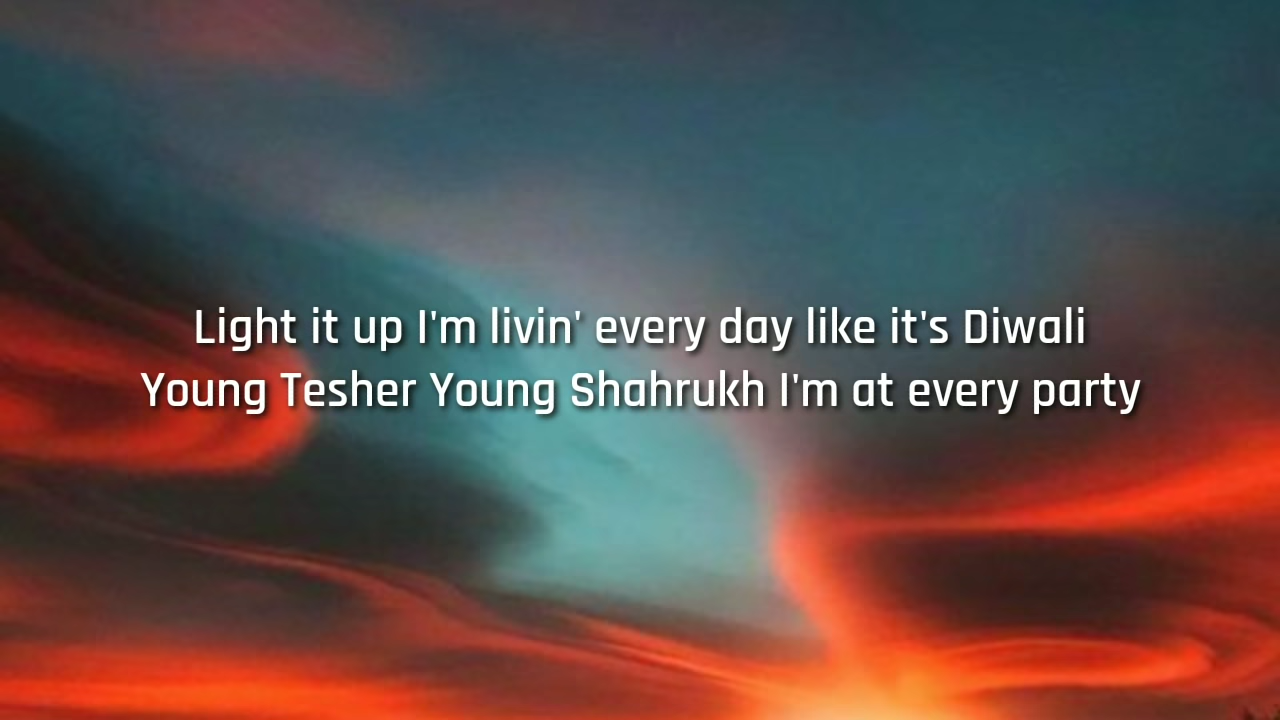 Light it up I'm livin' every day like it's Diwali
Young Tesher Young Shahrukh I'm at every party